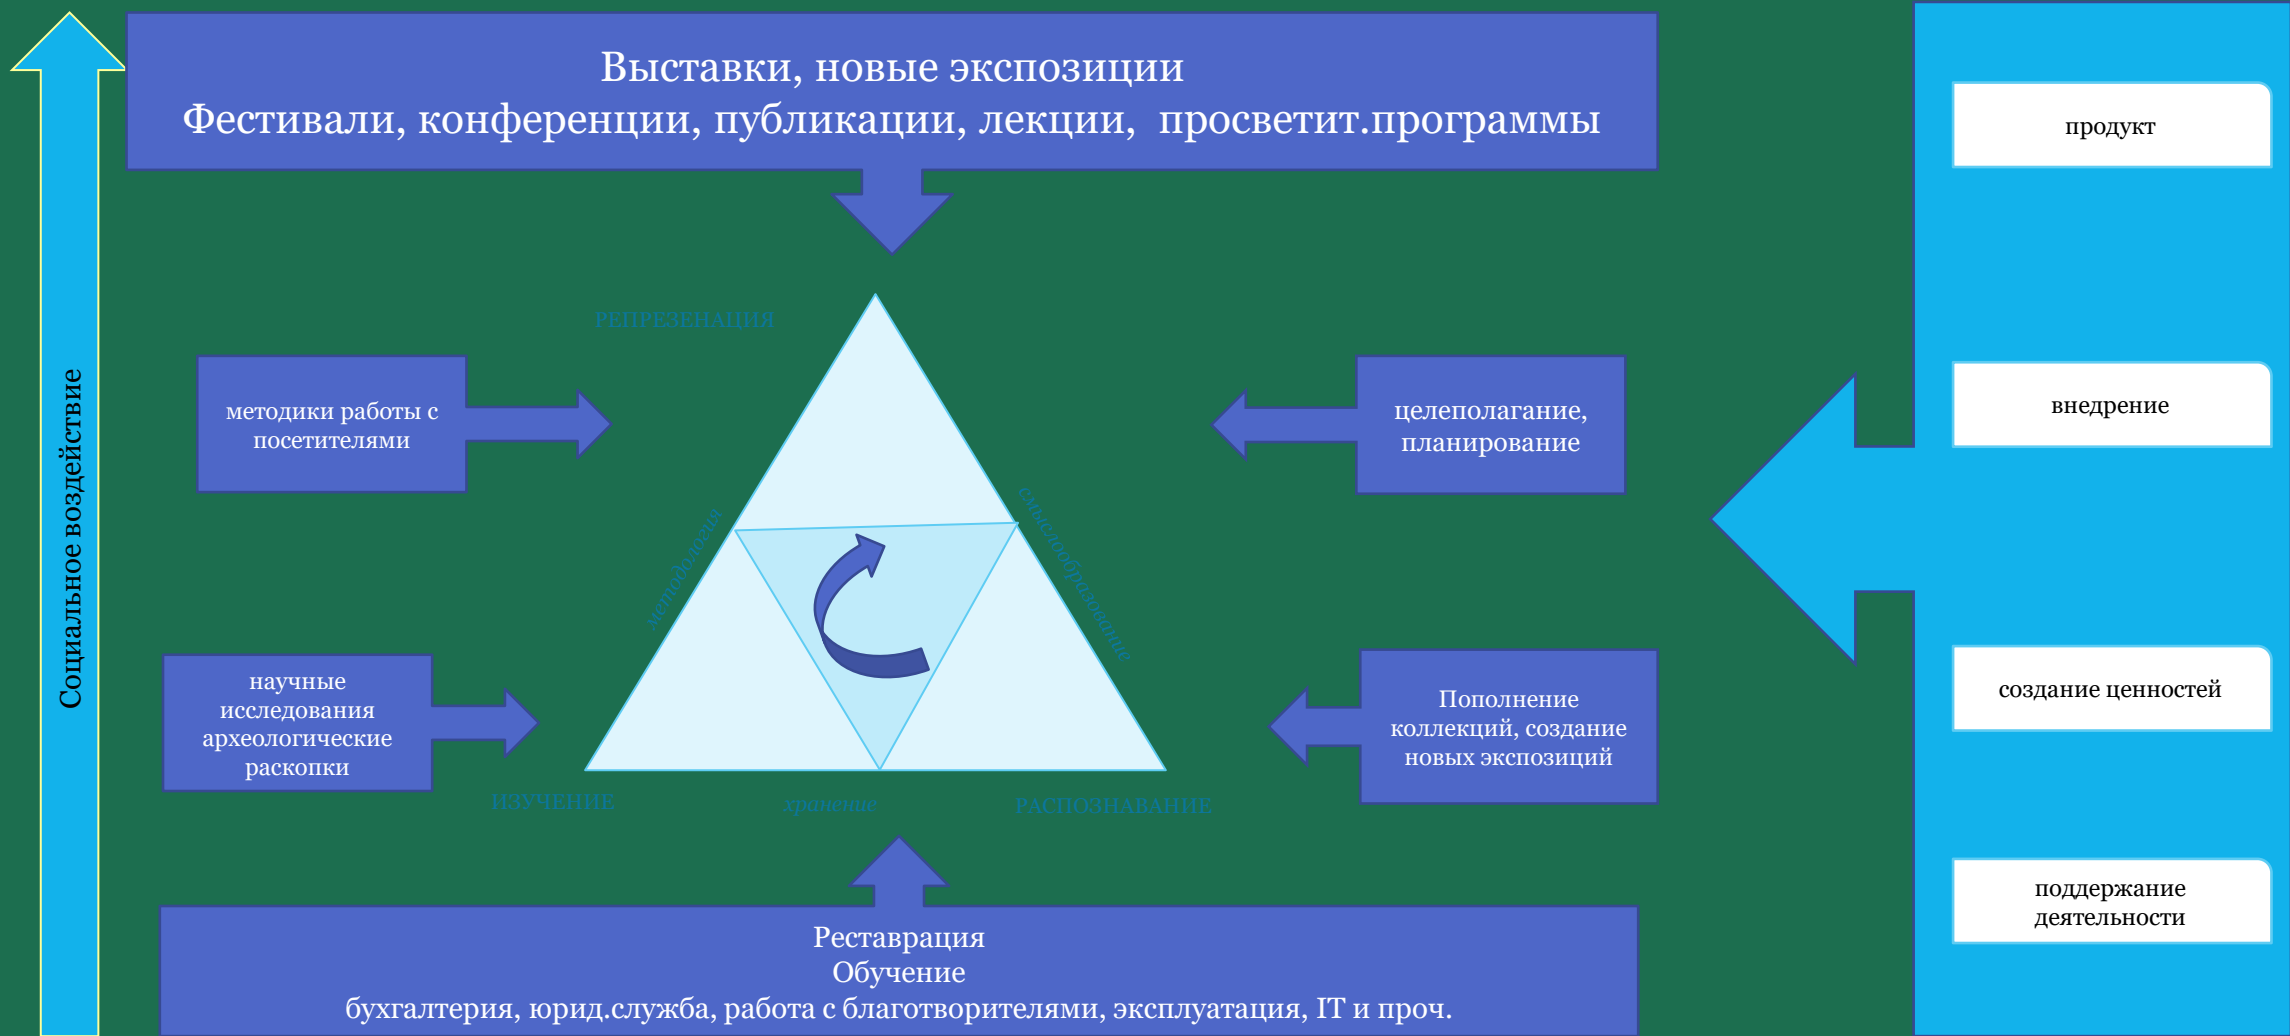 Выставки, новые экспозиции
Фестивали, конференции, публикации, лекции, просветит.программы
Социальное воздействие
РЕПРЕЗЕНАЦИЯ
методики работы с
посетителями
целеполагание,
планирование
методология
смыслообразование
научные
исследования
археологические
раскопки
Пополнение
коллекций, создание
новых экспозиций
ИЗУЧЕНИЕ
хранение
РАСПОЗНАВАНИЕ
Реставрация
Обучение
бухгалтерия, юрид.служба, работа с благотворителями, эксплуатация, IT и проч.
продукт
внедрение
создание ценностей
поддержание
деятельности